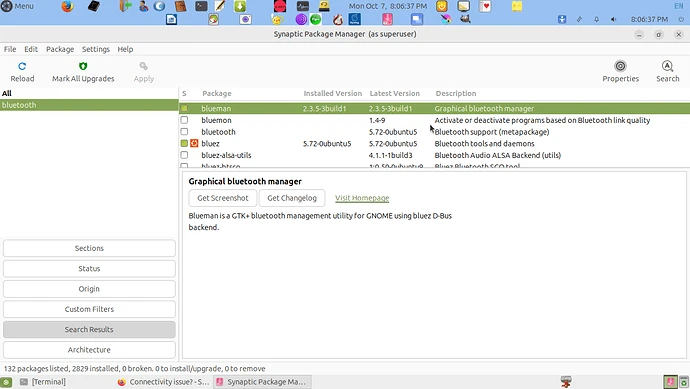 Menu
Mon Oct 7, 8:06:37 PM
EN
8:06:37 PM
Synaptic Package Manager (as superuser)
File Edit Package Settings Help
Reload
Mark All Upgrades
Apply
Properties
Search
All
bluetooth
S Package Installed Version Latest Version Description
blueman 2.3.5-3build1 2.3.5-3build1 Graphical bluetooth manager
bluemon 1.4-9 Activate or deactivate programs based on Bluetooth link quality
bluetooth 5.72-0ubuntu5 Bluetooth support (metapackage)
bluez 5.72-0ubuntu5 5.72-0ubuntu5 Bluetooth tools and daemons
bluez-alsa-utils 4.1.1-1build3 Bluetooth Audio ALSA Backend (utils)
Graphical bluetooth manager
Get Screenshot Get Changelog Visit Homepage
Blueman is a GTK+ bluetooth management utility for GNOME using bluez D-Bus
backend.
Sections
Status
Origin
Custom Filters
Search Results
Architecture
132 packages listed, 2829 installed, 0 broken. 0 to install/upgrade, 0 to remove
[Terminal]
Connectivity issue? - S...
Synaptic Package Ma...